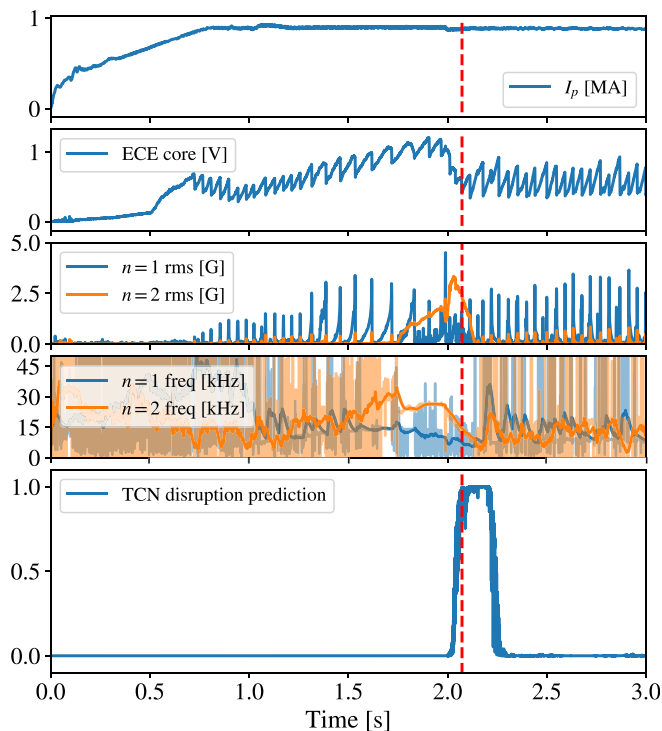 1
0
I_p [MA]
1
0
ECE core [V]
5.0
2.5
0.0
n = 1 rms [G]
n = 2 rms [G]
45
30
15
0
n = 1 freq [kHz]
n = 2 freq [kHz]
1.0
0.5
0.0
TCN disruption prediction
0.0 0.5 1.0 1.5 2.0 2.5 3.0
Time [s]